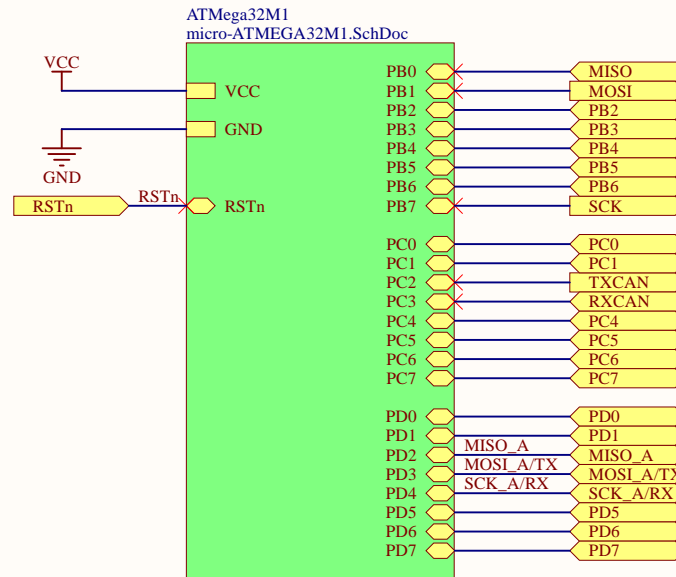 ATMega32M1
micro-ATMEGA32M1.SchDoc
VCC
VCC
GND
GND
RSTn
RSTn
RSTn
PB0 MISO
PB1 MOSI
PB2 PB2
PB3 PB3
PB4 PB4
PB5 PB5
PB6 PB6
PB7 SCK
PC0 PC0
PC1 PC1
PC2 TXCAN
PC3 RXCAN
PC4 PC4
PC5 PC5
PC6 PC6
PC7 PC7
PD0 PD0
PD1 PD1
PD2 MISO_A MISO_A
PD3 MOSI_A/TX MOSI_A/TX
PD4 SCK_A/RX SCK_A/RX
PD5 PD5
PD6 PD6
PD7 PD7